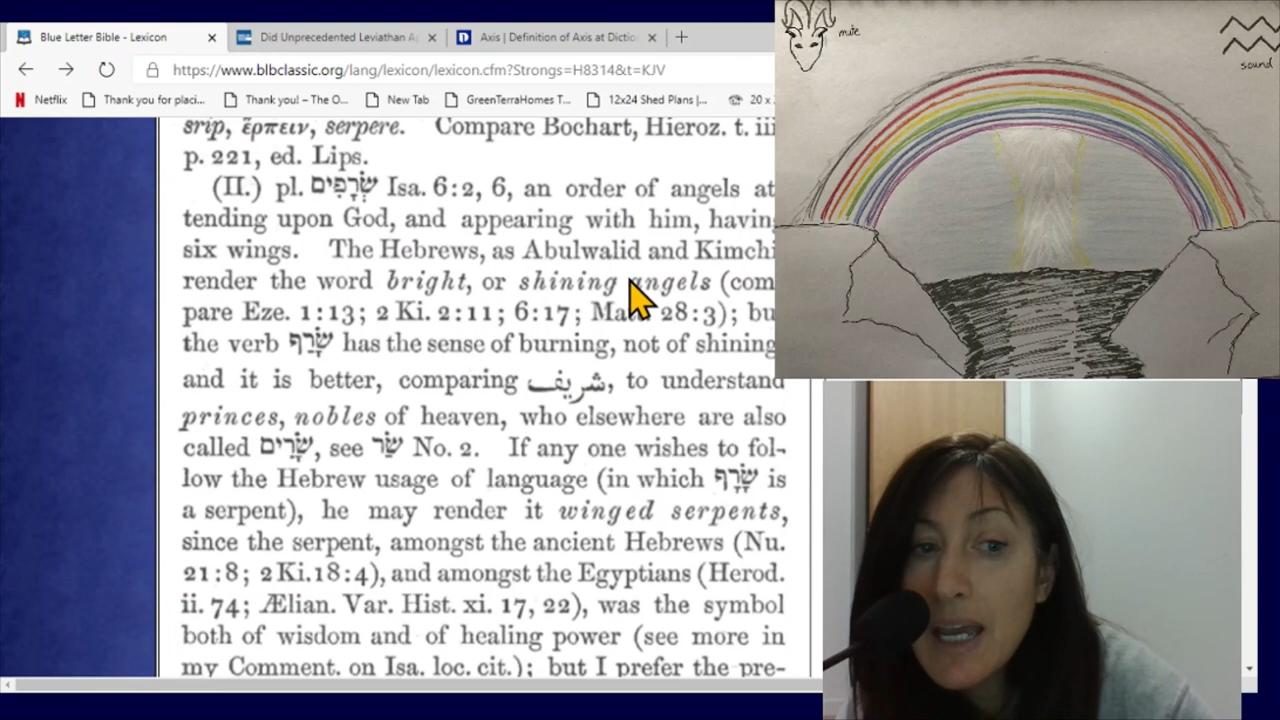 Blue Letter Bible - Lexicon
Did Unprecedented Leviathan A
Axis | Definition of Axis at Dictio
https://www.blbclassic.org/lang/lexicon/lexicon.cfm?Strongs=H8314&t=KJV
Netflix
Thank you for placi...
Thank you! – The O...
New Tab
GreenTerraHomes T...
12x24 Shed Plans |...
20 x
srip, ἕρπειν, serpere. Compare Bochart, Hieroz. t. iii
p. 221, ed. Lips.
(II.) pl. שְׂרָפִים Isa. 6:2, 6, an order of angels at
tending upon God, and appearing with him, having
six wings. The Hebrews, as Abulwalid and Kimchi
render the word bright, or shining angels (com
pare Eze. 1:13; 2 Ki. 2:11; 6:17; 28:3); bu
the verb שָׂרַף has the sense of burning, not of shining
and it is better, comparing شريف, to understand
princes, nobles of heaven, who elsewhere are also
called שָׂרִים, see שַׂר No. 2. If any one wishes to fol-
low the Hebrew usage of language (in which שָׂרָף is
a serpent), he may render it winged serpents,
since the serpent, amongst the ancient Hebrews (Nu.
21:8; 2Ki.18:4), and amongst the Egyptians (Herod.
ii. 74; Ælian. Var. Hist. xi. 17, 22), was the symbol
both of wisdom and of healing power (see more in
my Comment. on Isa. loc. cit.); but I prefer the pre-
mute
sound